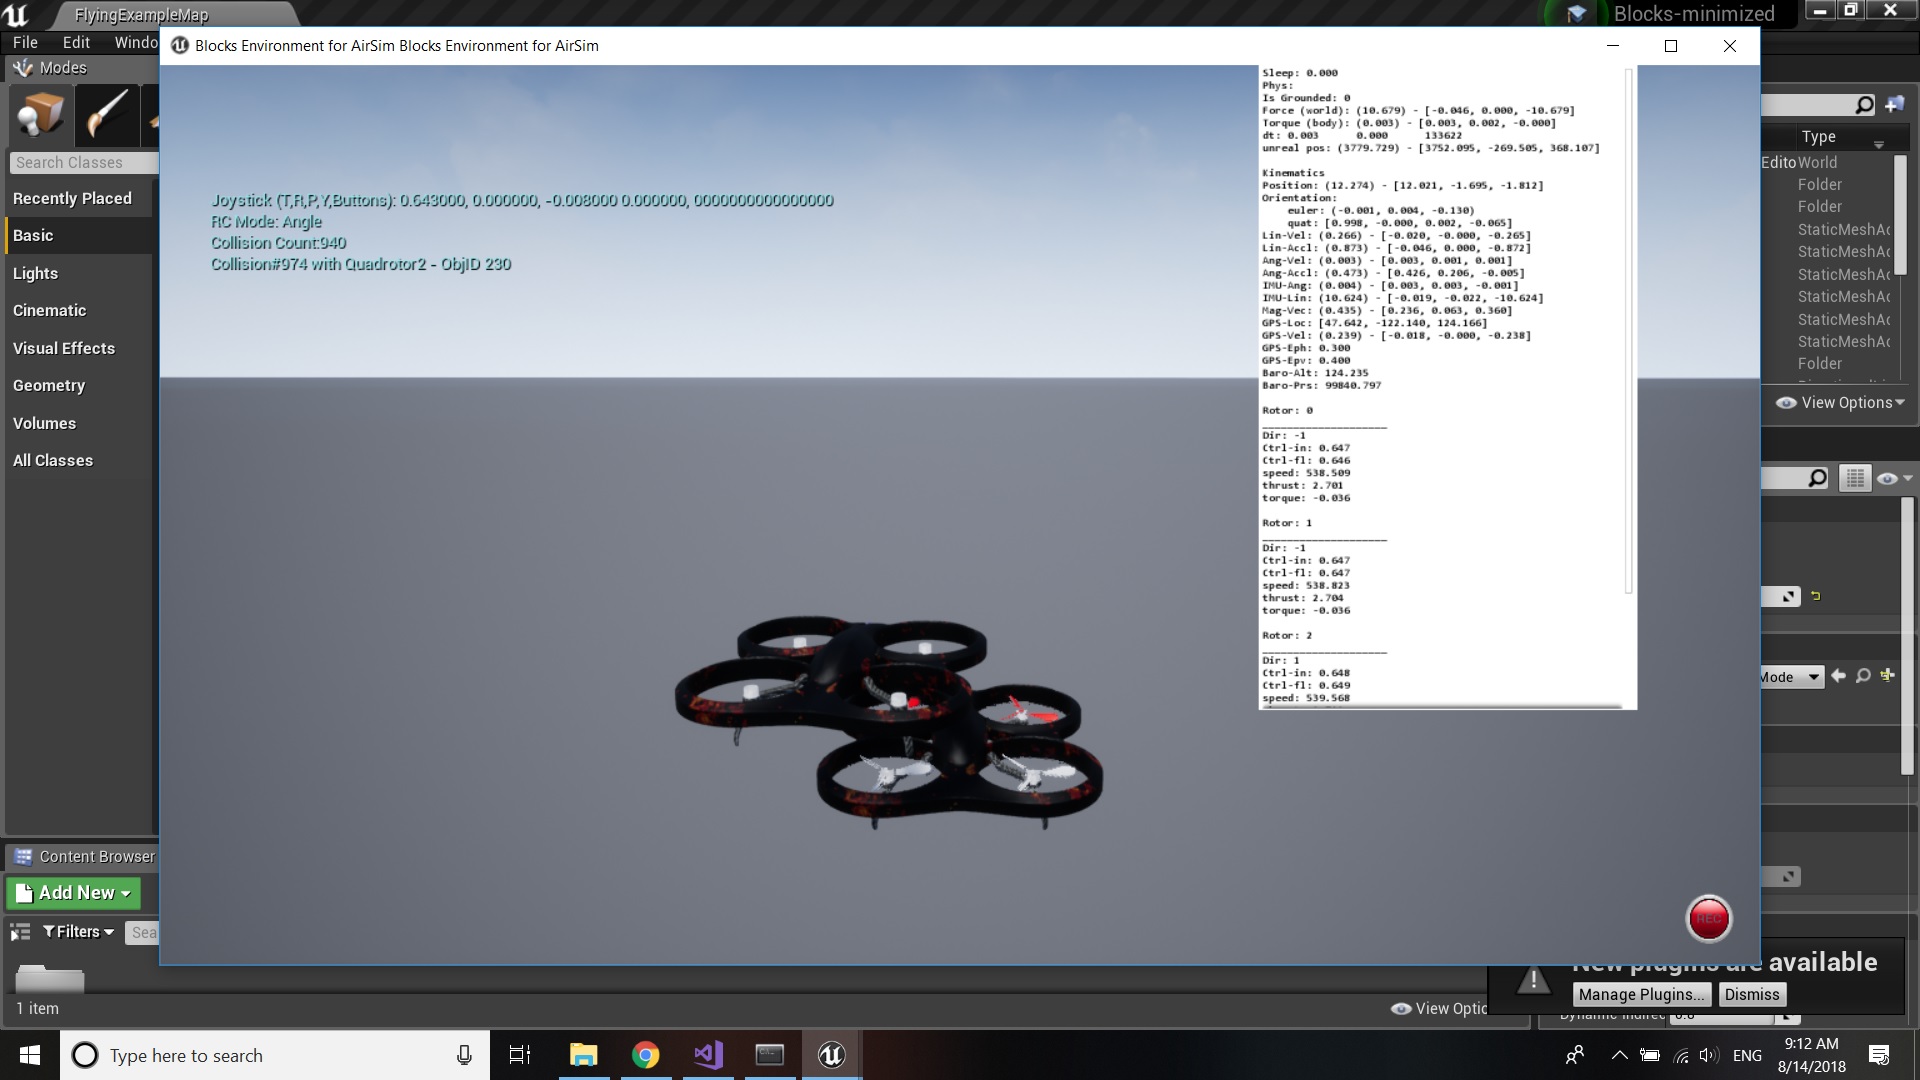 FlyingExampleMap
Blocks-minimized
File Edit Windo
Blocks Environment for AirSim Blocks Environment for AirSim
Modes
Search Classes
Recently Placed
Basic
Lights
Cinematic
Visual Effects
Geometry
Volumes
All Classes
Joystick (T,R,P,Y,Buttons): 0.643000, 0.000000, -0.008000 0.000000, 0000000000000000
RC Mode: Angle
Collision Count:940
Collision#974 with Quadrotor2 - ObjID 230
Sleep: 0.000
Phys:
Is Grounded: 0
Force (world): (10.679) - [-0.046, 0.000, -10.679]
Torque (body): (0.003) - [0.003, 0.002, -0.000]
dt: 0.003 0.000 133622
unreal pos: (3779.729) - [3752.095, -269.505, 368.107]
Kinematics
Position: (12.274) - [12.021, -1.695, -1.812]
Orientation:
euler: (-0.001, 0.004, -0.130)
quat: [0.998, -0.000, 0.002, -0.065]
Lin-Vel: (0.266) - [-0.020, -0.000, -0.265]
Lin-Accl: (0.873) - [-0.046, 0.000, -0.872]
Ang-Vel: (0.003) - [0.003, 0.001, 0.001]
Ang-Accl: (0.473) - [0.426, 0.206, -0.005]
IMU-Ang: (0.004) - [0.003, 0.003, -0.001]
IMU-Lin: (10.624) - [-0.019, -0.022, -10.624]
Mag-Vec: (0.435) - [0.236, 0.063, 0.360]
GPS-Loc: [47.642, -122.140, 124.166]
GPS-Vel: (0.239) - [-0.018, -0.000, -0.238]
GPS-Eph: 0.300
GPS-Epv: 0.400
Baro-Alt: 124.235
Baro-Prs: 99840.797
Rotor: 0
Dir: -1
Ctrl-in: 0.647
Ctrl-fl: 0.646
speed: 538.509
thrust: 2.701
torque: -0.036
Rotor: 1
Dir: -1
Ctrl-in: 0.647
Ctrl-fl: 0.647
speed: 538.823
thrust: 2.704
torque: -0.036
Rotor: 2
Dir: 1
Ctrl-in: 0.648
Ctrl-fl: 0.649
speed: 539.568
REC
Type
Edito World
Folder
Folder
StaticMeshAc
StaticMeshAc
StaticMeshAc
StaticMeshAc
StaticMeshAc
StaticMeshAc
Folder
View Options
Mode
Content Browser
Add New
Filters
Sea
1 item
View Optio
New plugins are available
Manage Plugins... Dismiss
Type here to search
ENG
9:12 AM
8/14/2018